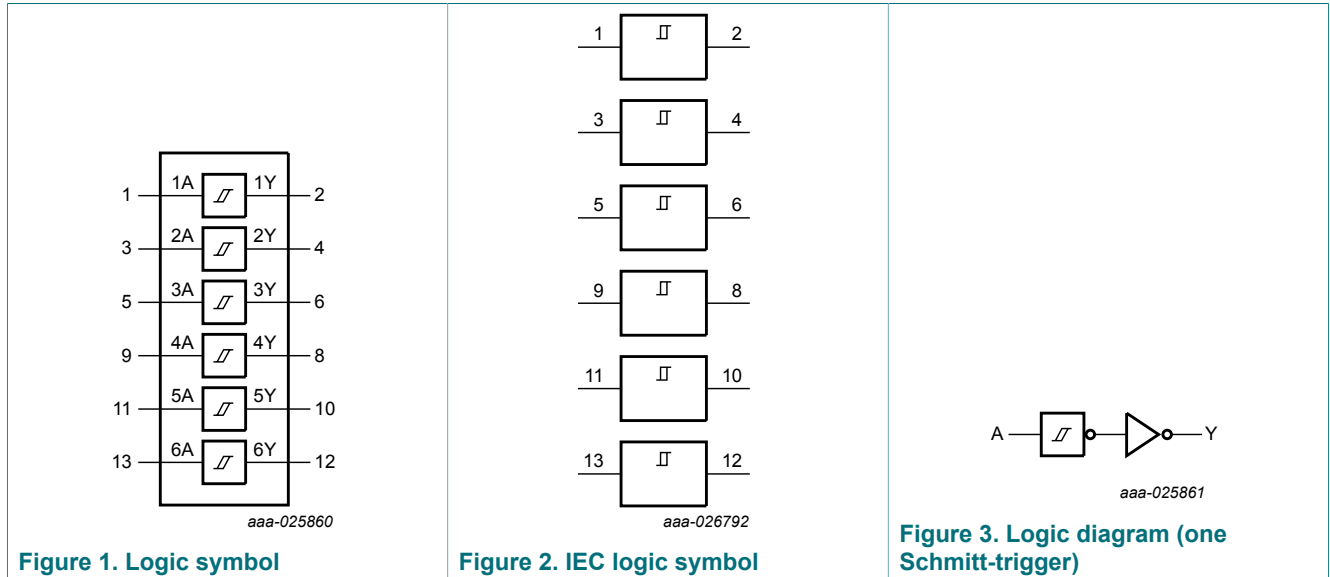 1 1A 1Y 2
3 2A 2Y 4
5 3A 3Y 6
9 4A 4Y 8
11 5A 5Y 10
13 6A 6Y 12
aaa-025860
Figure 1. Logic symbol
1 2
3 4
5 6
9 8
11 10
13 12
aaa-026792
Figure 2. IEC logic symbol
A Y
aaa-025861
Figure 3. Logic diagram (one
Schmitt-trigger)